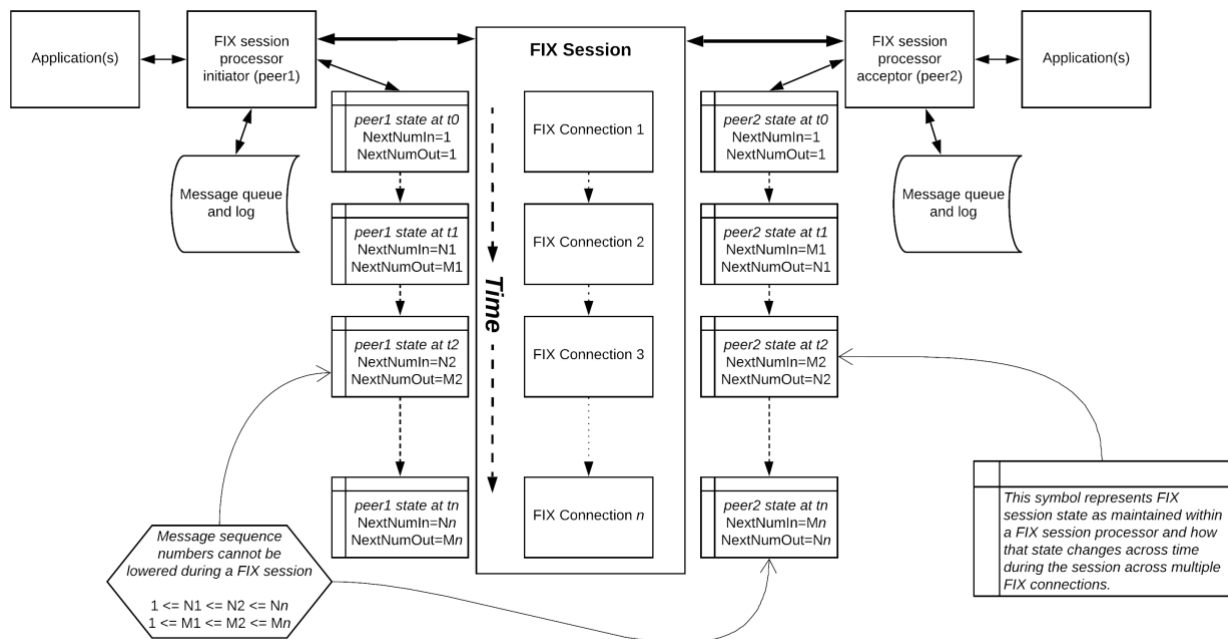 Application(s)
FIX session
processor
initiator (peer1)
FIX Session
FIX session
processor
acceptor (peer2)
Application(s)
Message queue
and log
peer1 state at t0
NextNumIn=1
NextNumOut=1
FIX Connection 1
peer2 state at t0
NextNumIn=1
NextNumOut=1
Message queue
and log
peer1 state at t1
NextNumIn=N1
NextNumOut=M1
FIX Connection 2
peer2 state at t1
NextNumIn=M1
NextNumOut=N1
Time
peer1 state at t2
NextNumIn=N2
NextNumOut=M2
FIX Connection 3
peer2 state at t2
NextNumIn=M2
NextNumOut=N2
peer1 state at tn
NextNumIn=Nn
NextNumOut=Mn
FIX Connection n
peer2 state at tn
NextNumIn=Mn
NextNumOut=Nn
Message sequence
numbers cannot be
lowered during a FIX session
1 <= N1 <= N2 <= Nn
1 <= M1 <= M2 <= Mn
This symbol represents FIX
session state as maintained within
a FIX session processor and how
that state changes across time
during the session across multiple
FIX connections.